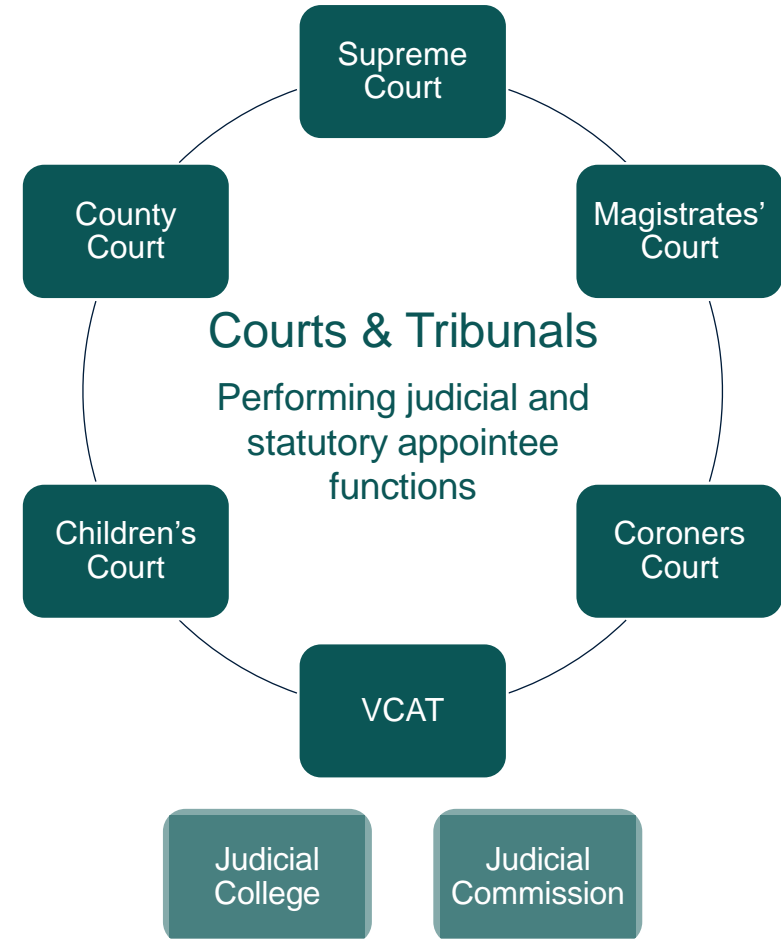 Supreme
Court
County
Court
Magistrates’
Court
Courts & Tribunals
Performing judicial and
statutory appointee
functions
Children’s
Court
Coroners
Court
VCAT
Judicial
College
Judicial
Commission